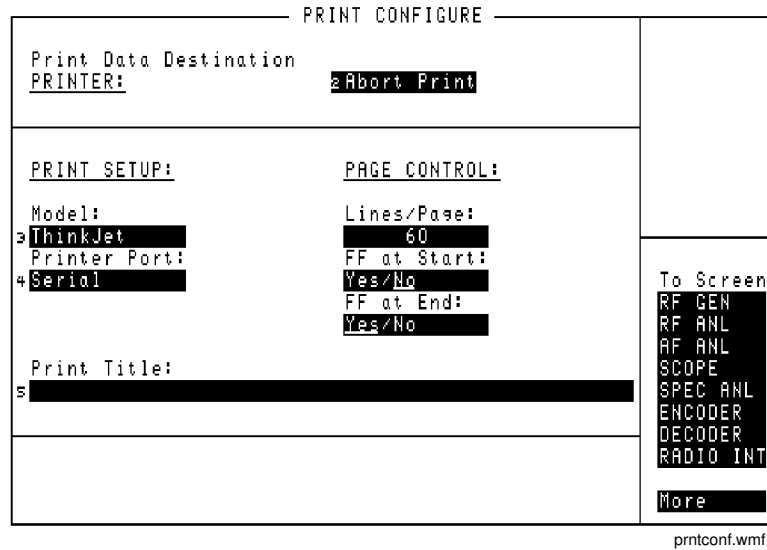 PRINT CONFIGURE
Print Data Destination
PRINTER:
2 Abort Print
PRINT SETUP:
Model:
3 ThinkJet
Printer Port:
4 Serial
PAGE CONTROL:
Lines/Page:
60
FF at Start:
Yes/No
FF at End:
Yes/No
Print Title:
5
To Screen
RF GEN
RF ANL
AF ANL
SCOPE
SPEC ANL
ENCODER
DECODER
RADIO INT
More
prntconf.wmf